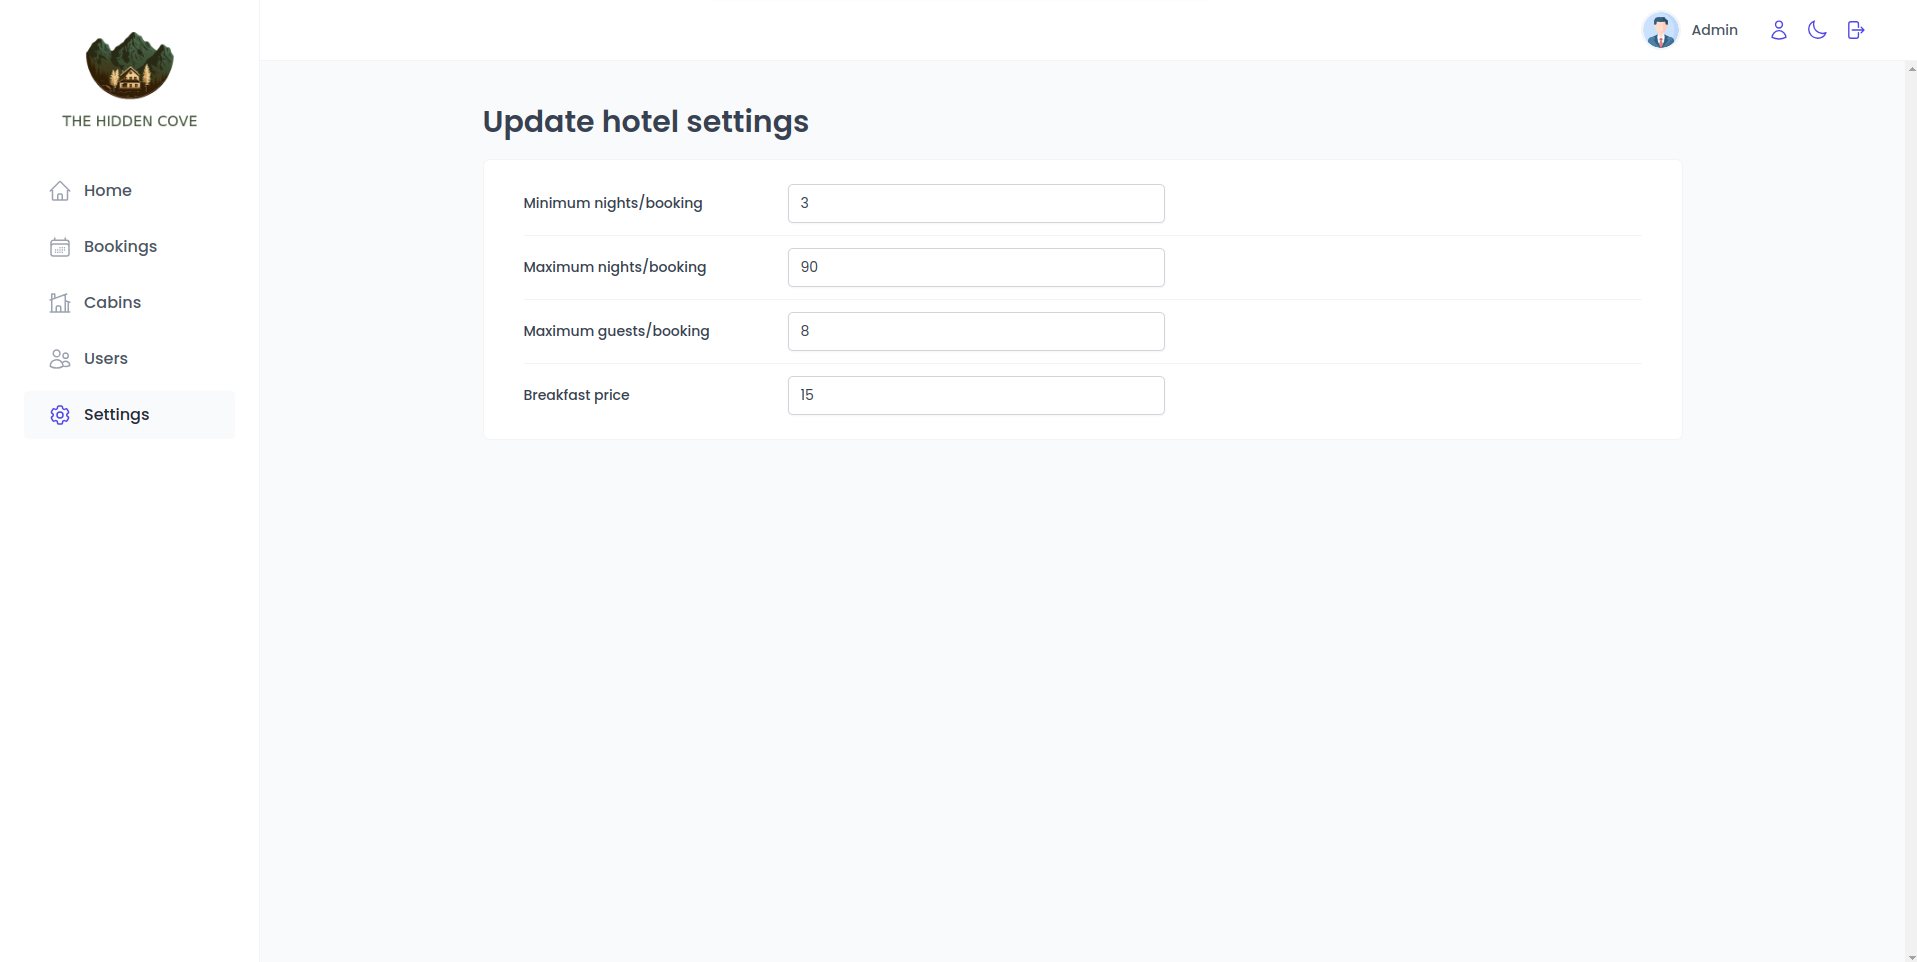 THE HIDDEN COVE
Home
Bookings
Cabins
Users
Settings
Admin
Update hotel settings
Minimum nights/booking
3
Maximum nights/booking
90
Maximum guests/booking
8
Breakfast price
15